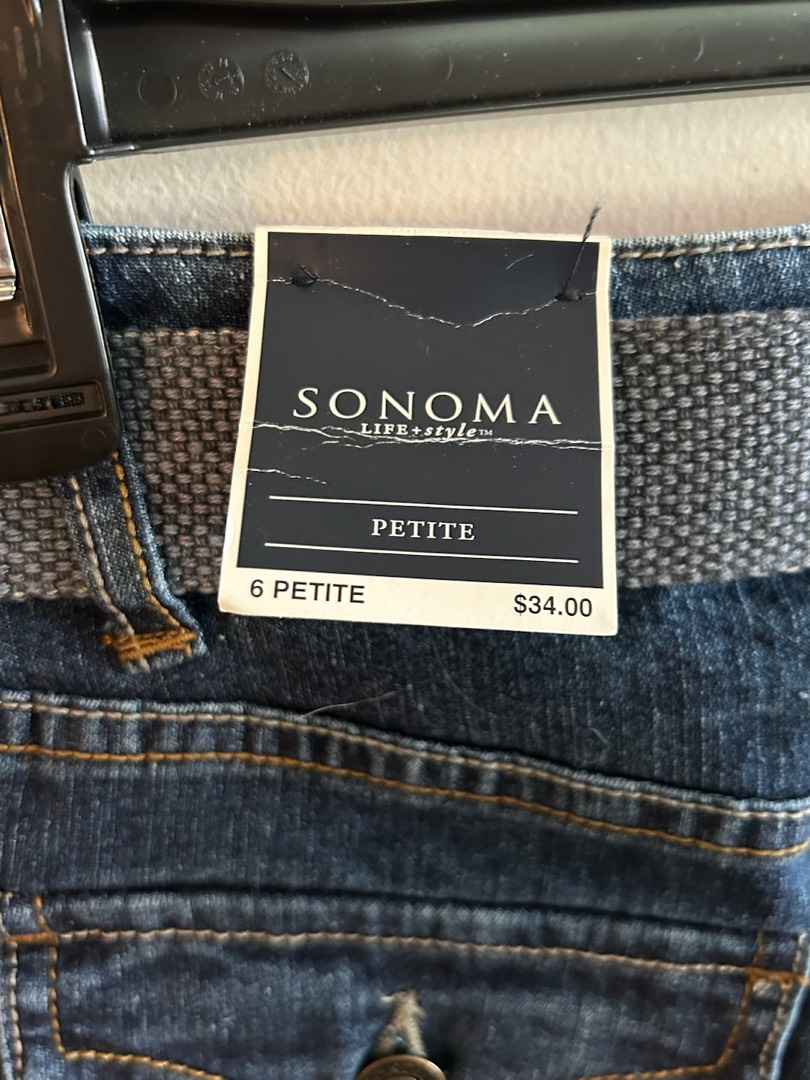 SONOMA
LIFE+style™
PETITE
6 PETITE
$34.00